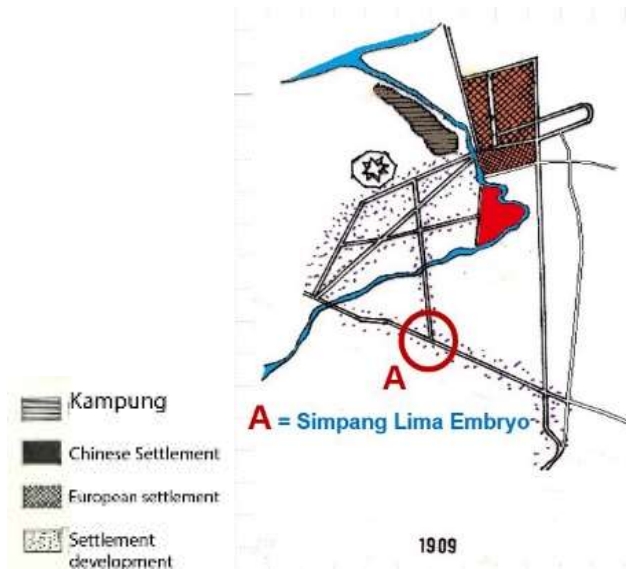 A
A = Simpang Lima Embryo
Kampung
Chinese Settlement
European settlement
Settlement
development
1909